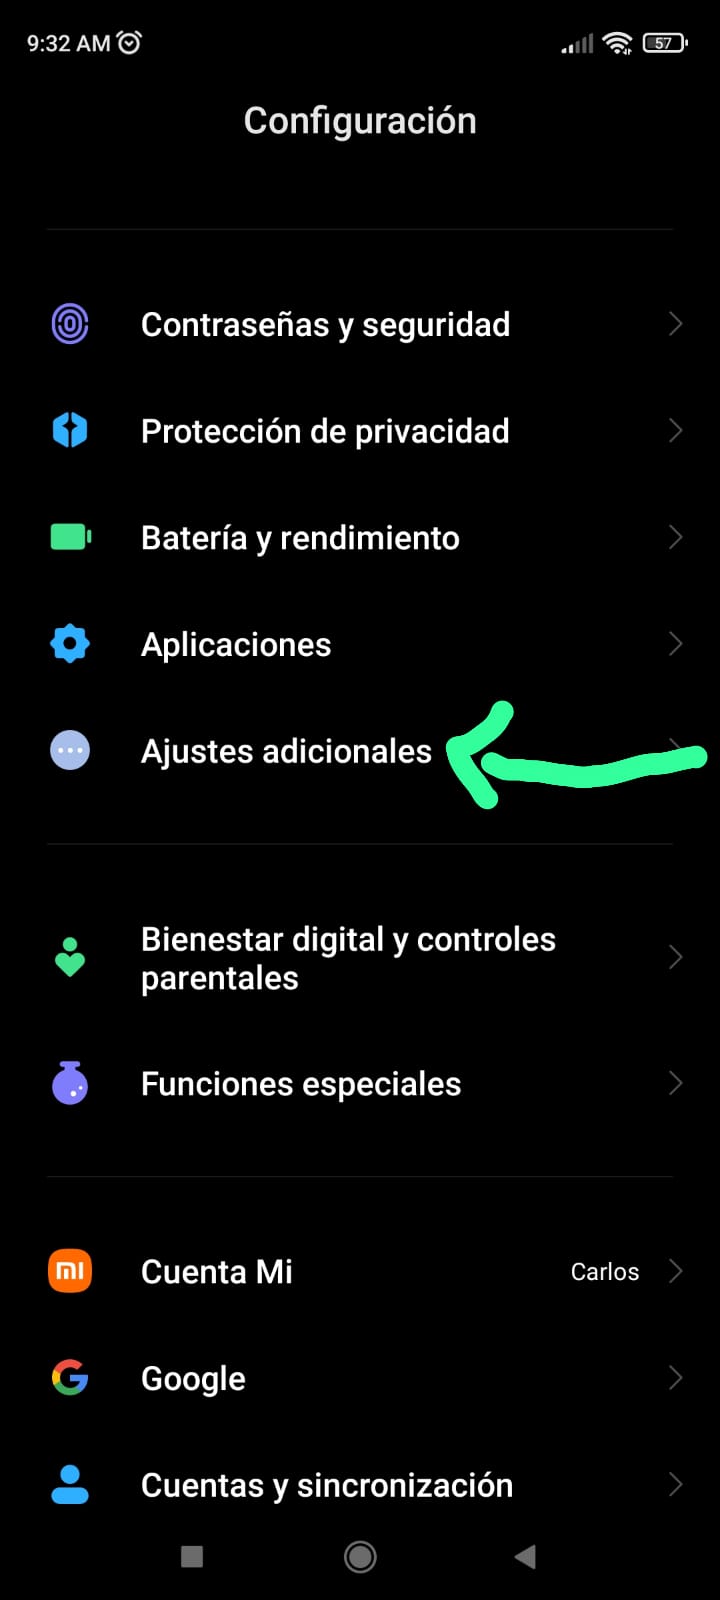 9:32 AM
57
Configuración
Contraseñas y seguridad
Protección de privacidad
Batería y rendimiento
Aplicaciones
Ajustes adicionales
Bienestar digital y controles
parentales
Funciones especiales
Cuenta Mi Carlos
Google
Cuentas y sincronización